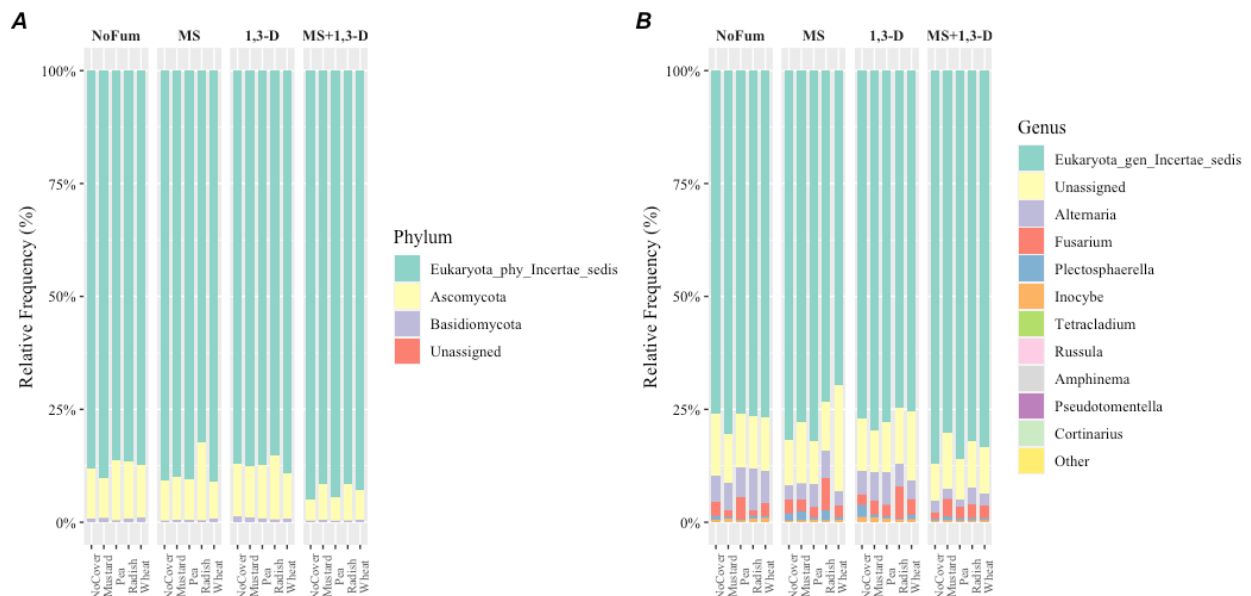 A
NoFum MS 1,3-D MS+1,3-D
Relative Frequency (%)
100%
75%
50%
25%
0%
NoCover Mustard Pea Radish Wheat NoCover Mustard Pea Radish Wheat NoCover Mustard Pea Radish Wheat NoCover Mustard Pea Radish Wheat
Phylum
Eukaryota_phy_Incertae_sedis
Ascomycota
Basidiomycota
Unassigned
B
NoFum MS 1,3-D MS+1,3-D
Relative Frequency (%)
100%
75%
50%
25%
0%
NoCover Mustard Pea Radish Wheat NoCover Mustard Pea Radish Wheat NoCover Mustard Pea Radish Wheat NoCover Mustard Pea Radish Wheat
Genus
Eukaryota_gen_Incertae_sedis
Unassigned
Alternaria
Fusarium
Plectosphaerella
Inocybe
Tetracladium
Russula
Amphinema
Pseudotomentella
Cortinarius
Other